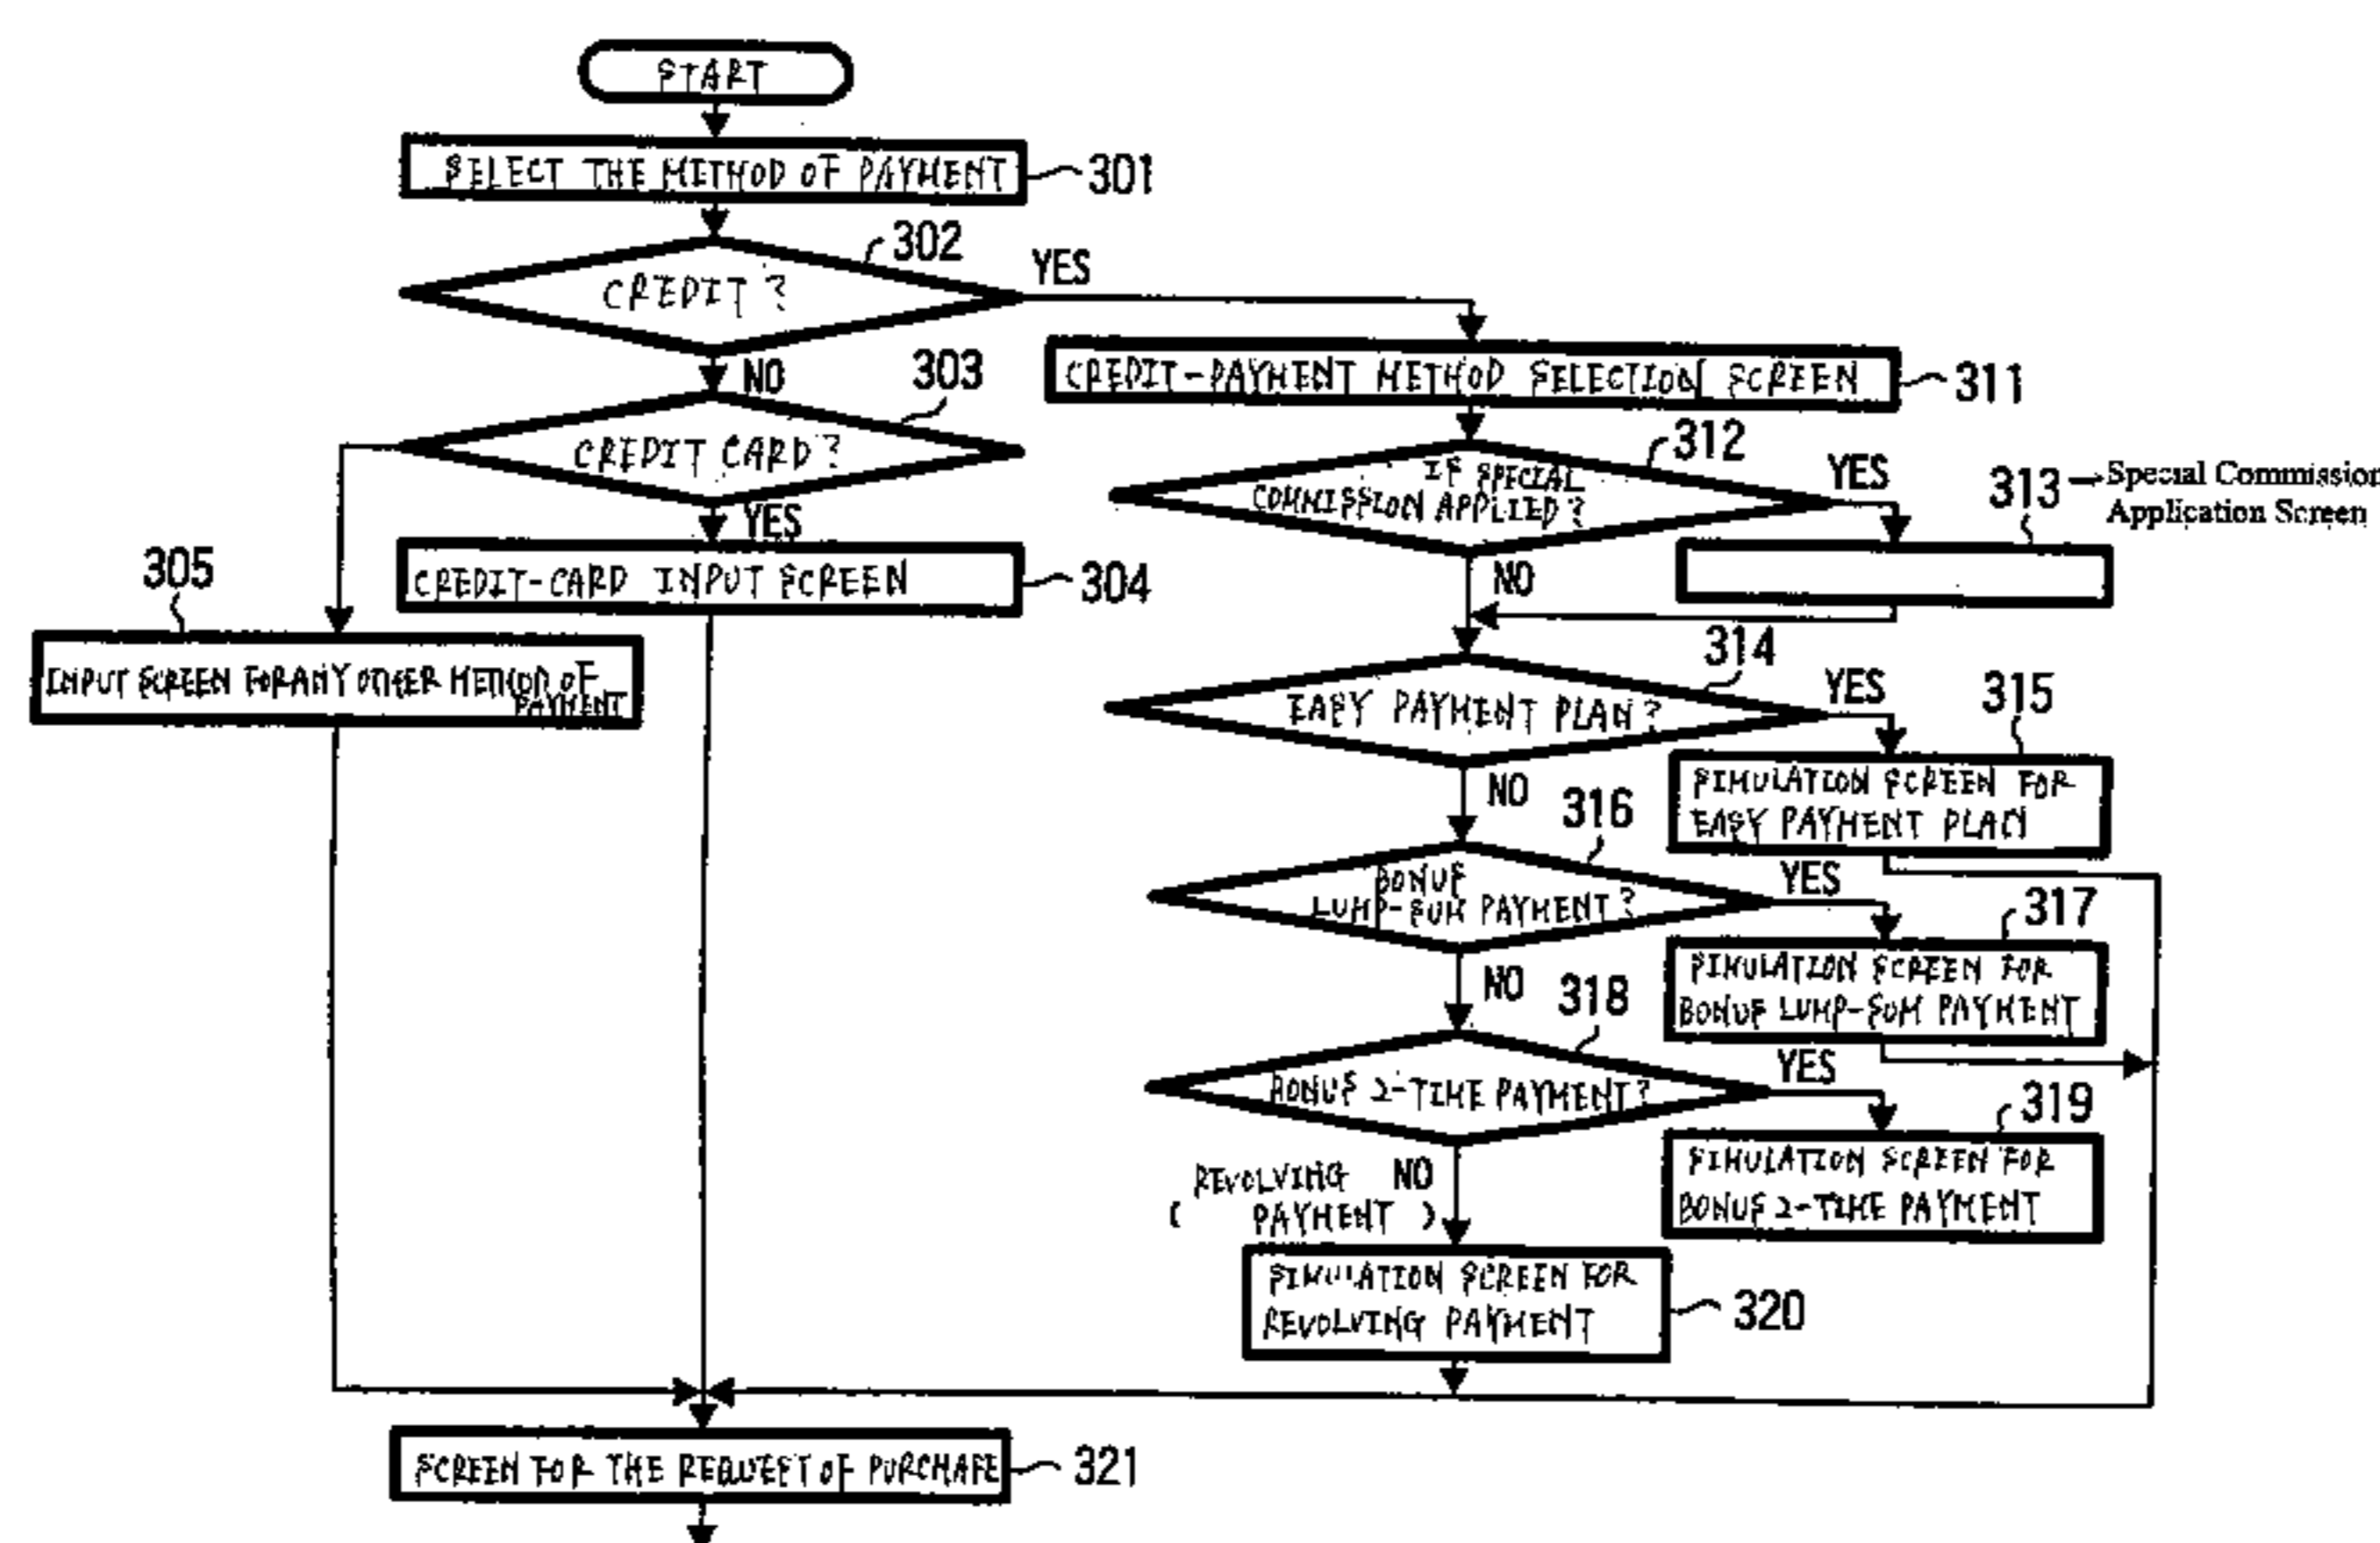 START
SELECT THE METHOD OF PAYMENT
301
302
CREDIT?
YES
NO
303
CREDIT CARD?
YES
CREDIT-CARD INPUT SCREEN
304
305
INPUT SCREEN FOR ANY OTHER METHOD OF
PAYMENT
CREDIT-PAYMENT METHOD SELECTION SCREEN
311
312
IF SPECIAL
COMMISSION APPLIED?
YES
313
Special Commission
Application Screen
NO
314
EASY PAYMENT PLAN?
YES
315
SIMULATION SCREEN FOR
EASY PAYMENT PLAN
NO
316
BONUS
LUMP-SUM PAYMENT?
YES
317
SIMULATION SCREEN FOR
BONUS LUMP-SUM PAYMENT
NO
318
BONUS 2-TIME PAYMENT?
YES
319
SIMULATION SCREEN FOR
BONUS 2-TIME PAYMENT
NO
(REVOLVING
PAYMENT)
SIMULATION SCREEN FOR
REVOLVING PAYMENT
320
SCREEN FOR THE REQUEST OF PURCHASE
321